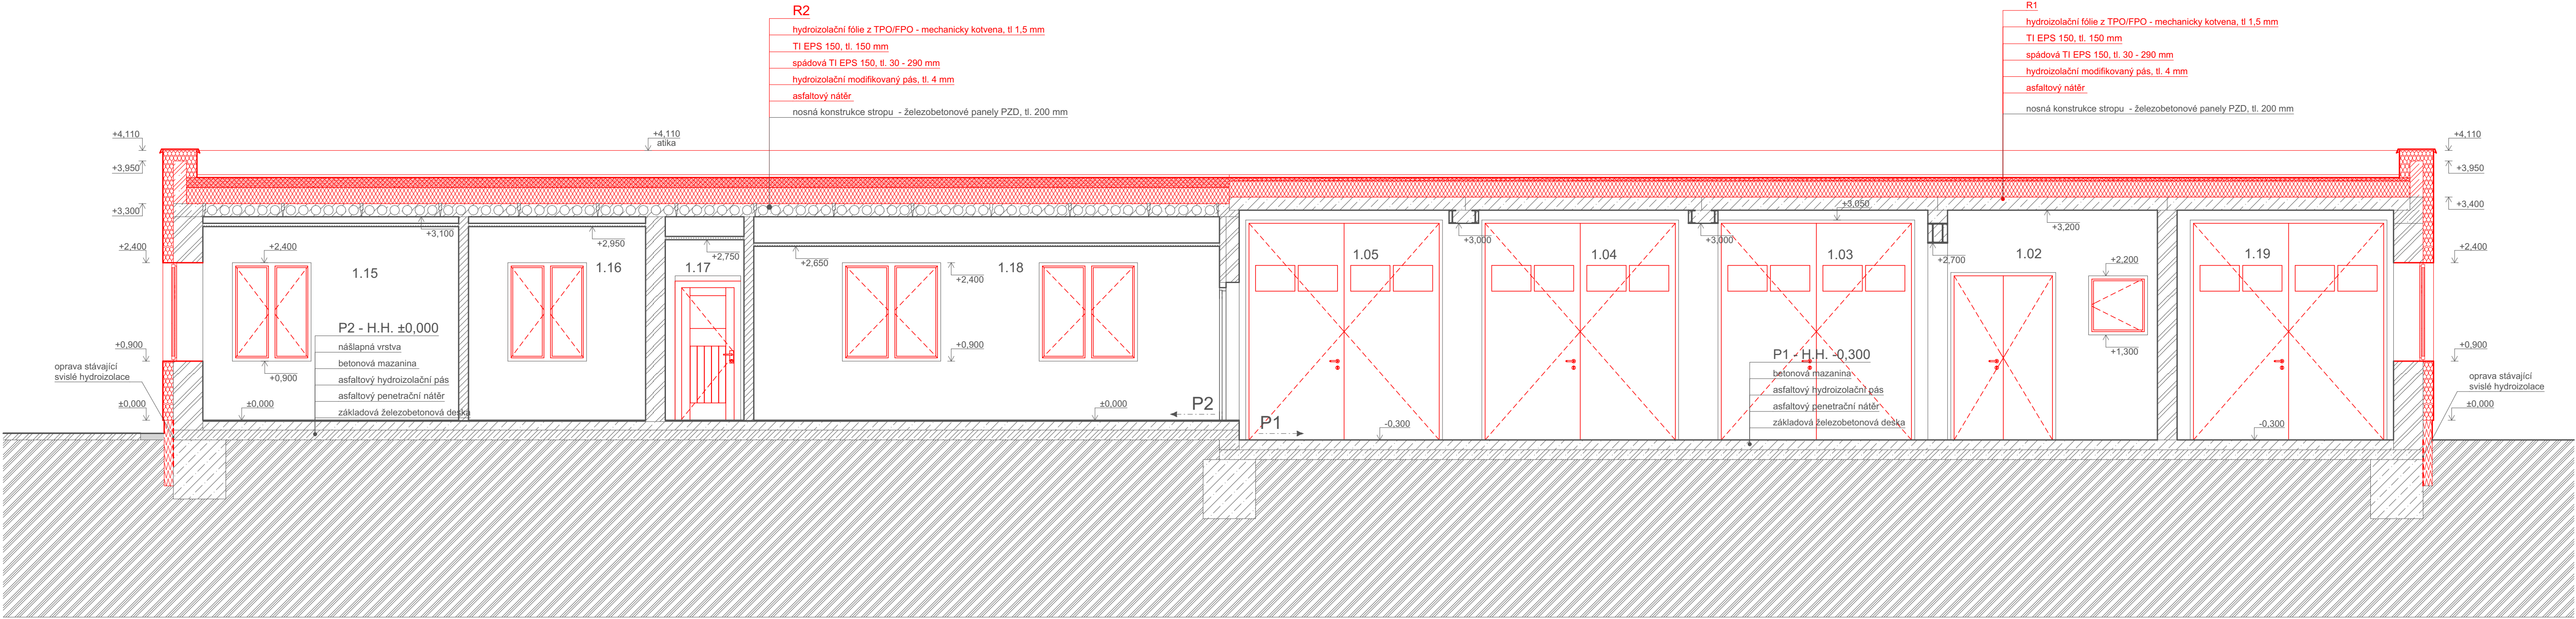 R2
hydroizolační fólie z TPO/FPO - mechanicky kotvena, tl 1,5 mm
TI EPS 150, tl. 150 mm
spádová TI EPS 150, tl. 30 - 290 mm
hydroizolační modifikovaný pás, tl. 4 mm
asfaltový nátěr
nosná konstrukce stropu - železobetonové panely PZD, tl. 200 mm
R1
hydroizolační fólie z TPO/FPO - mechanicky kotvena, tl 1,5 mm
TI EPS 150, tl. 150 mm
spádová TI EPS 150, tl. 30 - 290 mm
hydroizolační modifikovaný pás, tl. 4 mm
asfaltový nátěr
nosná konstrukce stropu - železobetonové panely PZD, tl. 200 mm
+4,110
+3,950
+3,300
+2,400
+0,900
oprava stávající
svislé hydroizolace
±0,000
+4,110
atika
+3,100
+2,400
1.15
+0,900
±0,000
P2 - H.H. ±0,000
nášlapná vrstva
betonová mazanina
asfaltový hydroizolační pás
asfaltový penetrační nátěr
základová železobetonová deska
+2,950
1.16
+2,750
1.17
+2,650
1.18
+2,400
+0,900
±0,000
P2
P1
1.05
-0,300
+3,000
1.04
+3,000
+3,050
1.03
P1 - H.H. -0,300
betonová mazanina
asfaltový hydroizolační pás
asfaltový penetrační nátěr
základová železobetonová deska
+2,700
+3,200
1.02
+2,200
+1,300
1.19
-0,300
+4,110
+3,950
+3,400
+2,400
+0,900
oprava stávající
svislé hydroizolace
±0,000